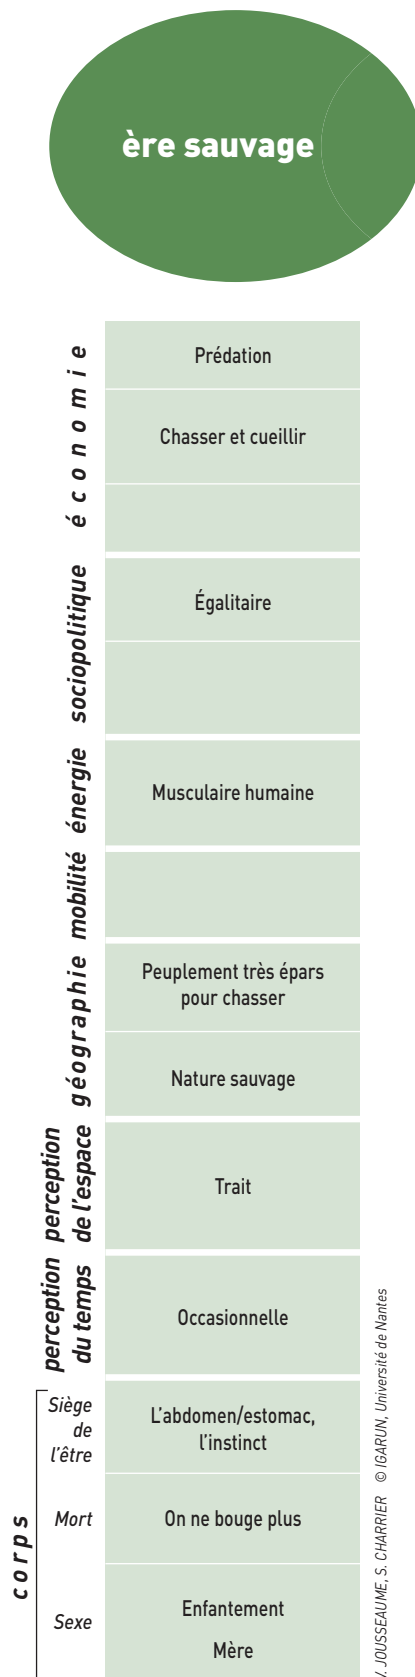 ère sauvage
économie
Prédation
Chasser et cueillir
sociopolitique
Égalitaire
énergie
Musculaire humaine
mobilité
géographie
Peuplement très épars
pour chasser
Nature sauvage
perception
de l'espace
Trait
perception
du temps
Occasionnelle
corps
Siège
de
l'être
L'abdomen/estomac,
l'instinct
Mort
On ne bouge plus
Sexe
Enfantement
Mère
V. JOUSSEAUME, S. CHARRIER © IGARUN, Université de Nantes